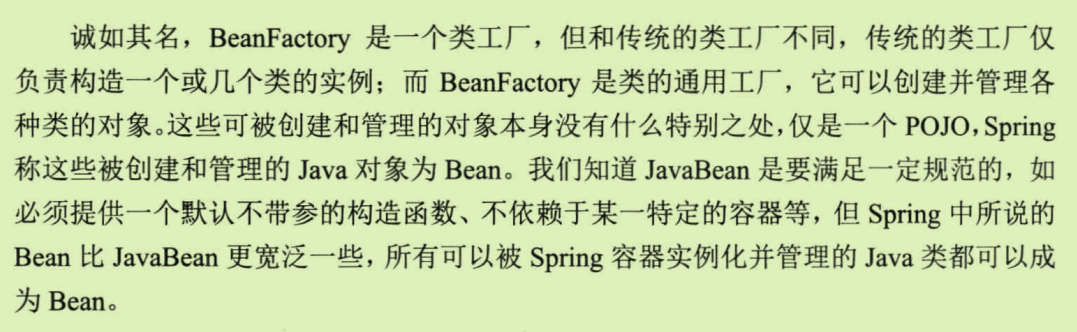 诚如其名，BeanFactory 是一个类工厂，但和传统的类工厂不同，传统的类工厂仅
负责构造一个或几个类的实例；而 BeanFactory 是类的通用工厂，它可以创建并管理各
种类的对象。这些可被创建和管理的对象本身没有什么特别之处，仅是一个 POJO，Spring
称这些被创建和管理的 Java 对象为 Bean。我们知道 JavaBean 是要满足一定规范的，如
必须提供一个默认不带参的构造函数、不依赖于某一特定的容器等，但 Spring 中所说的
Bean 比 JavaBean 更宽泛一些，所有可以被 Spring 容器实例化并管理的 Java 类都可以成
为 Bean。